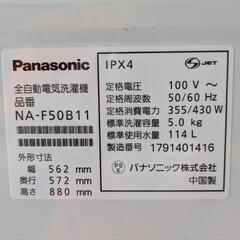 Panasonic
全自動電気洗濯機
品番
NA-F50B11
外形寸法
幅 562 mm
奥行 572 mm
高さ 880 mm
IPX4
JET
定格電圧 100 V～
定格周波数 50/60 Hz
定格消費電力 355/430 W
標準洗濯容量 5.0 kg
標準使用水量 114 L
製造番号 1791401416
PS E
パナソニック株式会社
中国製